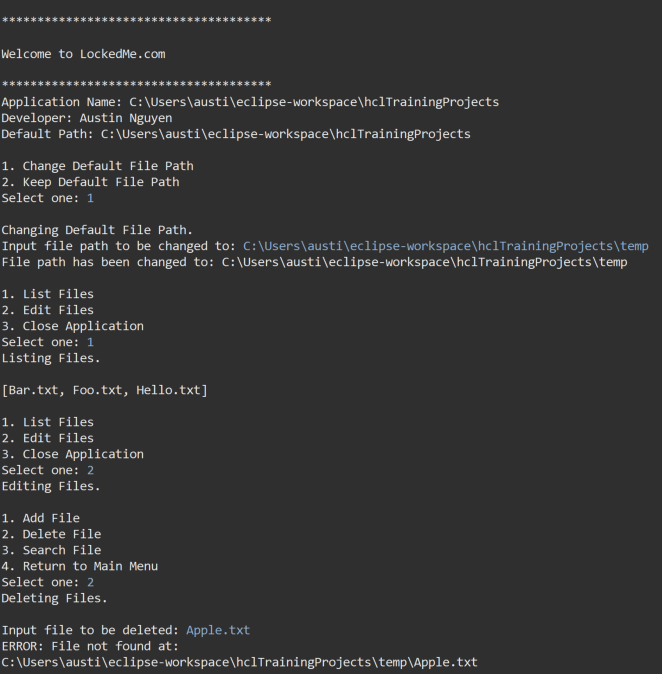 **************************************
Welcome to LockedMe.com
**************************************
Application Name: C:\Users\austi\eclipse-workspace\hclTrainingProjects
Developer: Austin Nguyen
Default Path: C:\Users\austi\eclipse-workspace\hclTrainingProjects
1. Change Default File Path
2. Keep Default File Path
Select one: 1
Changing Default File Path.
Input file path to be changed to: C:\Users\austi\eclipse-workspace\hclTrainingProjects\temp
File path has been changed to: C:\Users\austi\eclipse-workspace\hclTrainingProjects\temp
1. List Files
2. Edit Files
3. Close Application
Select one: 1
Listing Files.
[Bar.txt, Foo.txt, Hello.txt]
1. List Files
2. Edit Files
3. Close Application
Select one: 2
Editing Files.
1. Add File
2. Delete File
3. Search File
4. Return to Main Menu
Select one: 2
Deleting Files.
Input file to be deleted: Apple.txt
ERROR: File not found at:
C:\Users\austi\eclipse-workspace\hclTrainingProjects\temp\Apple.txt